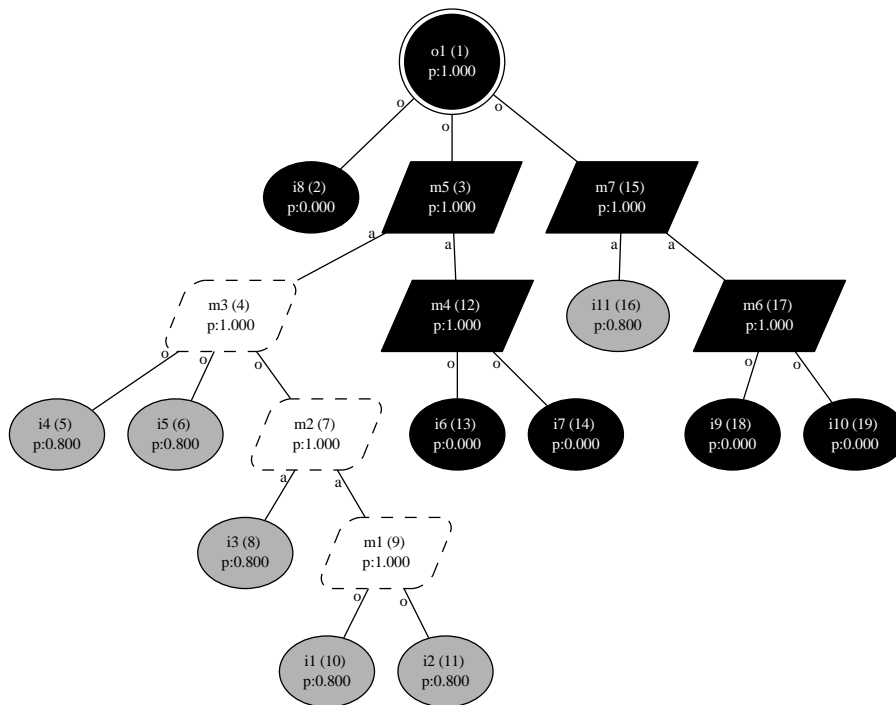 o1 (1)
p:1.000
o
o
o
i8 (2)
p:0.000
m5 (3)
p:1.000
m7 (15)
p:1.000
a
a
a
a
m3 (4)
p:1.000
m4 (12)
p:1.000
i11 (16)
p:0.800
m6 (17)
p:1.000
o
o
o
o
o
o
o
i4 (5)
p:0.800
i5 (6)
p:0.800
m2 (7)
p:1.000
i6 (13)
p:0.000
i7 (14)
p:0.000
i9 (18)
p:0.000
i10 (19)
p:0.000
a
a
i3 (8)
p:0.800
m1 (9)
p:1.000
o
o
i1 (10)
p:0.800
i2 (11)
p:0.800